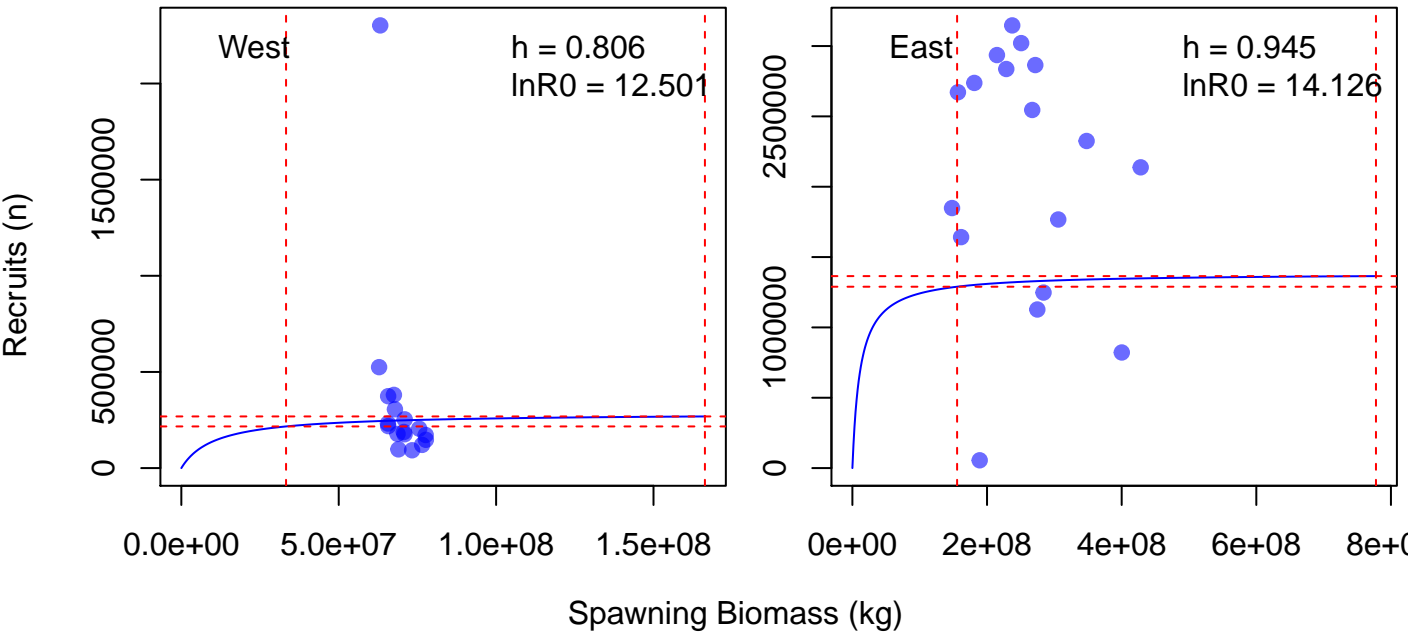 West
h = 0.806
lnR0 = 12.501
East
h = 0.945
lnR0 = 14.126
Recruits (n)
0
500000
1500000
0
1000000
2500000
0.0e+00 5.0e+07 1.0e+08 1.5e+08
0e+00 2e+08 4e+08 6e+08
Spawning Biomass (kg)